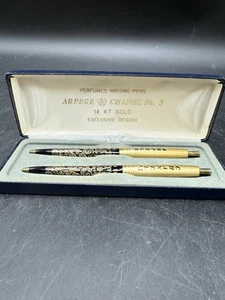 PERFUMED WRITING PENS
ARPEGE & CHANEL No. 5
14 KT GOLD
EXCLUSIVE DESIGN